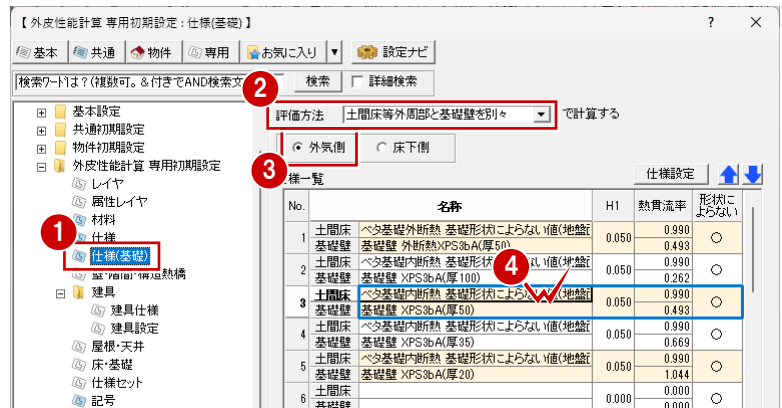 【 外皮性能計算 専用初期設定 : 仕様(基礎) 】 ? ×
基本 共通 物件 専用 お気に入り ▼ 設定ナビ
検索ワードは？(複数可。＆付きでAND検索文 検索 詳細検索
2
評価方法 土間床等外周部と基礎壁を別々 で計算する
外気側 床下側
3
様一覧 仕様設定
基本設定
共通初期設定
物件初期設定
外皮性能計算 専用初期設定
レイヤ
属性レイヤ
材料
仕様
1
仕様(基礎)
建具
建具仕様
建具設定
屋根・天井
床・基礎
仕様セット
記号
No. 名称 H1 熱貫流率 形状によらない
1 土間床 ベタ基礎外断熱 基礎形状によらない値(地盤面 0.050 0.990 ○
基礎壁 基礎壁 外断熱XPS3bA(厚50) 0.493
2 土間床 ベタ基礎内断熱 基礎形状によらない値(地盤面 0.050 0.990 ○
基礎壁 基礎壁 XPS3bA(厚100) 0.262
4
3 土間床 ベタ基礎内断熱 基礎形状によらない値(地盤面 0.050 0.990 ○
基礎壁 基礎壁 XPS3bA(厚50) 0.493
4 土間床 ベタ基礎内断熱 基礎形状によらない値(地盤面 0.050 0.990 ○
基礎壁 基礎壁 XPS3bA(厚35) 0.669
5 土間床 ベタ基礎内断熱 基礎形状によらない値(地盤面 0.050 0.990 ○
基礎壁 基礎壁 XPS3bA(厚20) 1.044
6 土間床 0.000 0.000 ○
基礎壁 0.000